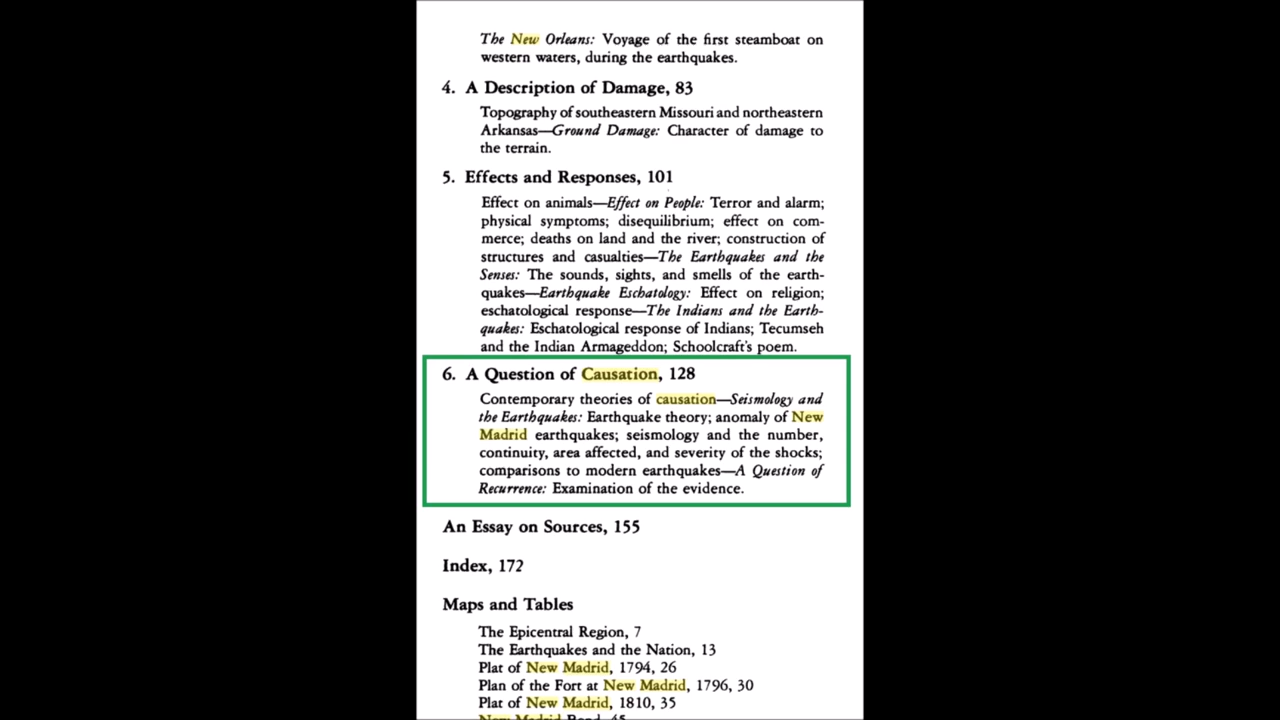 The New Orleans: Voyage of the first steamboat on
western waters, during the earthquakes.
4. A Description of Damage, 83
Topography of southeastern Missouri and northeastern
Arkansas—Ground Damage: Character of damage to
the terrain.
5. Effects and Responses, 101
Effect on animals—Effect on People: Terror and alarm;
physical symptoms; disequilibrium; effect on com-
merce; deaths on land and the river; construction of
structures and casualties—The Earthquakes and the
Senses: The sounds, sights, and smells of the earth-
quakes—Earthquake Eschatology: Effect on religion;
eschatological response—The Indians and the Earth-
quakes: Eschatological response of Indians; Tecumseh
and the Indian Armageddon; Schoolcraft's poem.
6. A Question of Causation, 128
Contemporary theories of causation—Seismology and
the Earthquakes: Earthquake theory; anomaly of New
Madrid earthquakes; seismology and the number,
continuity, area affected, and severity of the shocks;
comparisons to modern earthquakes—A Question of
Recurrence: Examination of the evidence.
An Essay on Sources, 155
Index, 172
Maps and Tables
The Epicentral Region, 7
The Earthquakes and the Nation, 13
Plat of New Madrid, 1794, 26
Plan of the Fort at New Madrid, 1796, 30
Plat of New Madrid, 1810, 35
New Madrid Bend, 45